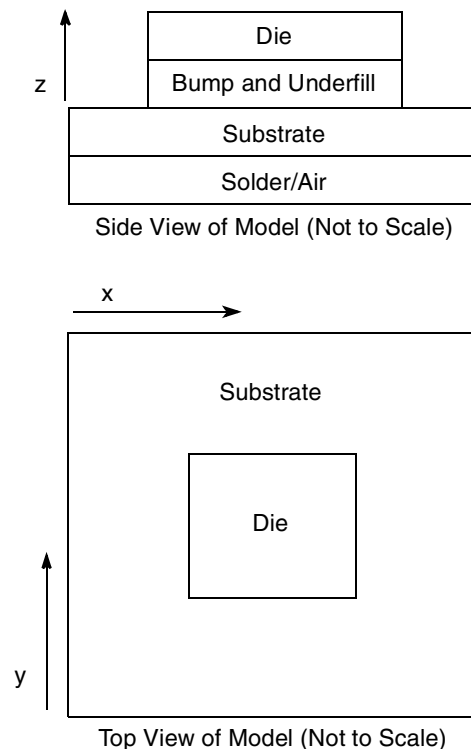 Die
z
Bump and Underfill
Substrate
Solder/Air
Side View of Model (Not to Scale)
x
Substrate
Die
y
Top View of Model (Not to Scale)